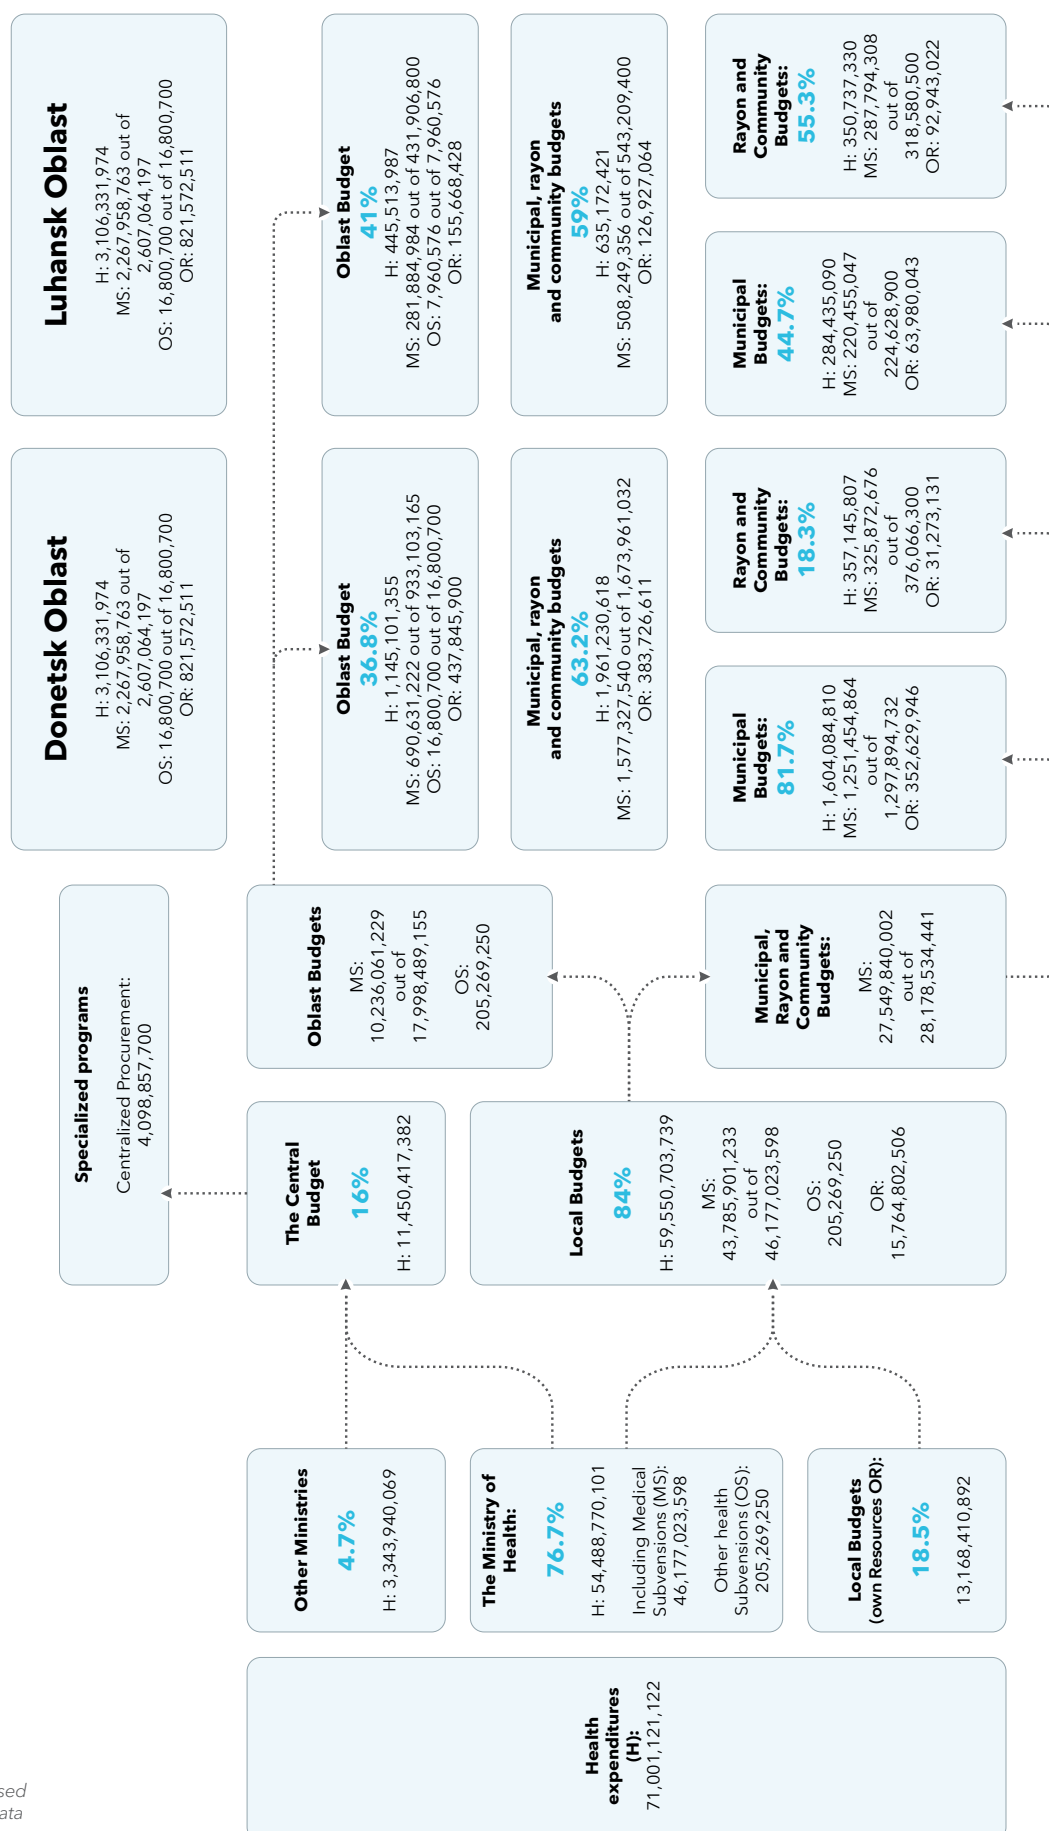 sed
ata
Health
expenditures
(H):
71,001,121,122
Other Ministries
4.7%
H: 3,343,940,069
The Ministry of
Health:
76.7%
H: 54,488,770,101
Including Medical
Subvensions (MS):
46,177,023,598
Other health
Subvensions (OS):
205,269,250
Local Budgets
(own Resources OR):
18.5%
13,168,410,892
Specialized programs
Centralized Procurement:
4,098,857,700
The Central
Budget
16%
H: 11,450,417,382
Local Budgets
84%
H: 59,550,703,739
MS:
43,785,901,233
out of
46,177,023,598
OS:
205,269,250
OR:
15,764,802,506
Oblast Budgets
MS:
10,236,061,229
out of
17,998,489,155
OS:
205,269,250
Municipal,
Rayon and
Community
Budgets:
MS:
27,549,840,002
out of
28,178,534,441
Donetsk Oblast
H: 3,106,331,974
MS: 2,267,958,763 out of
2,607,064,197
OS: 16,800,700 out of 16,800,700
OR: 821,572,511
Oblast Budget
36.8%
H: 1,145,101,355
MS: 690,631,222 out of 933,103,165
OS: 16,800,700 out of 16,800,700
OR: 437,845,900
Municipal, rayon
and community budgets
63.2%
H: 1,961,230,618
MS: 1,577,327,540 out of 1,673,961,032
OR: 383,726,611
Municipal
Budgets:
81.7%
H: 1,604,084,810
MS: 1,251,454,864
out of
1,297,894,732
OR: 352,629,946
Rayon and
Community
Budgets:
18.3%
H: 357,145,807
MS: 325,872,676
out of
376,066,300
OR: 31,273,131
Luhansk Oblast
H: 3,106,331,974
MS: 2,267,958,763 out of
2,607,064,197
OS: 16,800,700 out of 16,800,700
OR: 821,572,511
Oblast Budget
41%
H: 445,513,987
MS: 281,884,984 out of 431,906,800
OS: 7,960,576 out of 7,960,576
OR: 155,668,428
Municipal, rayon
and community budgets
59%
H: 635,172,421
MS: 508,249,356 out of 543,209,400
OR: 126,927,064
Municipal
Budgets:
44.7%
H: 284,435,090
MS: 220,455,047
out of
224,628,900
OR: 63,980,043
Rayon and
Community
Budgets:
55.3%
H: 350,737,330
MS: 287,794,308
out of
318,580,500
OR: 92,943,022